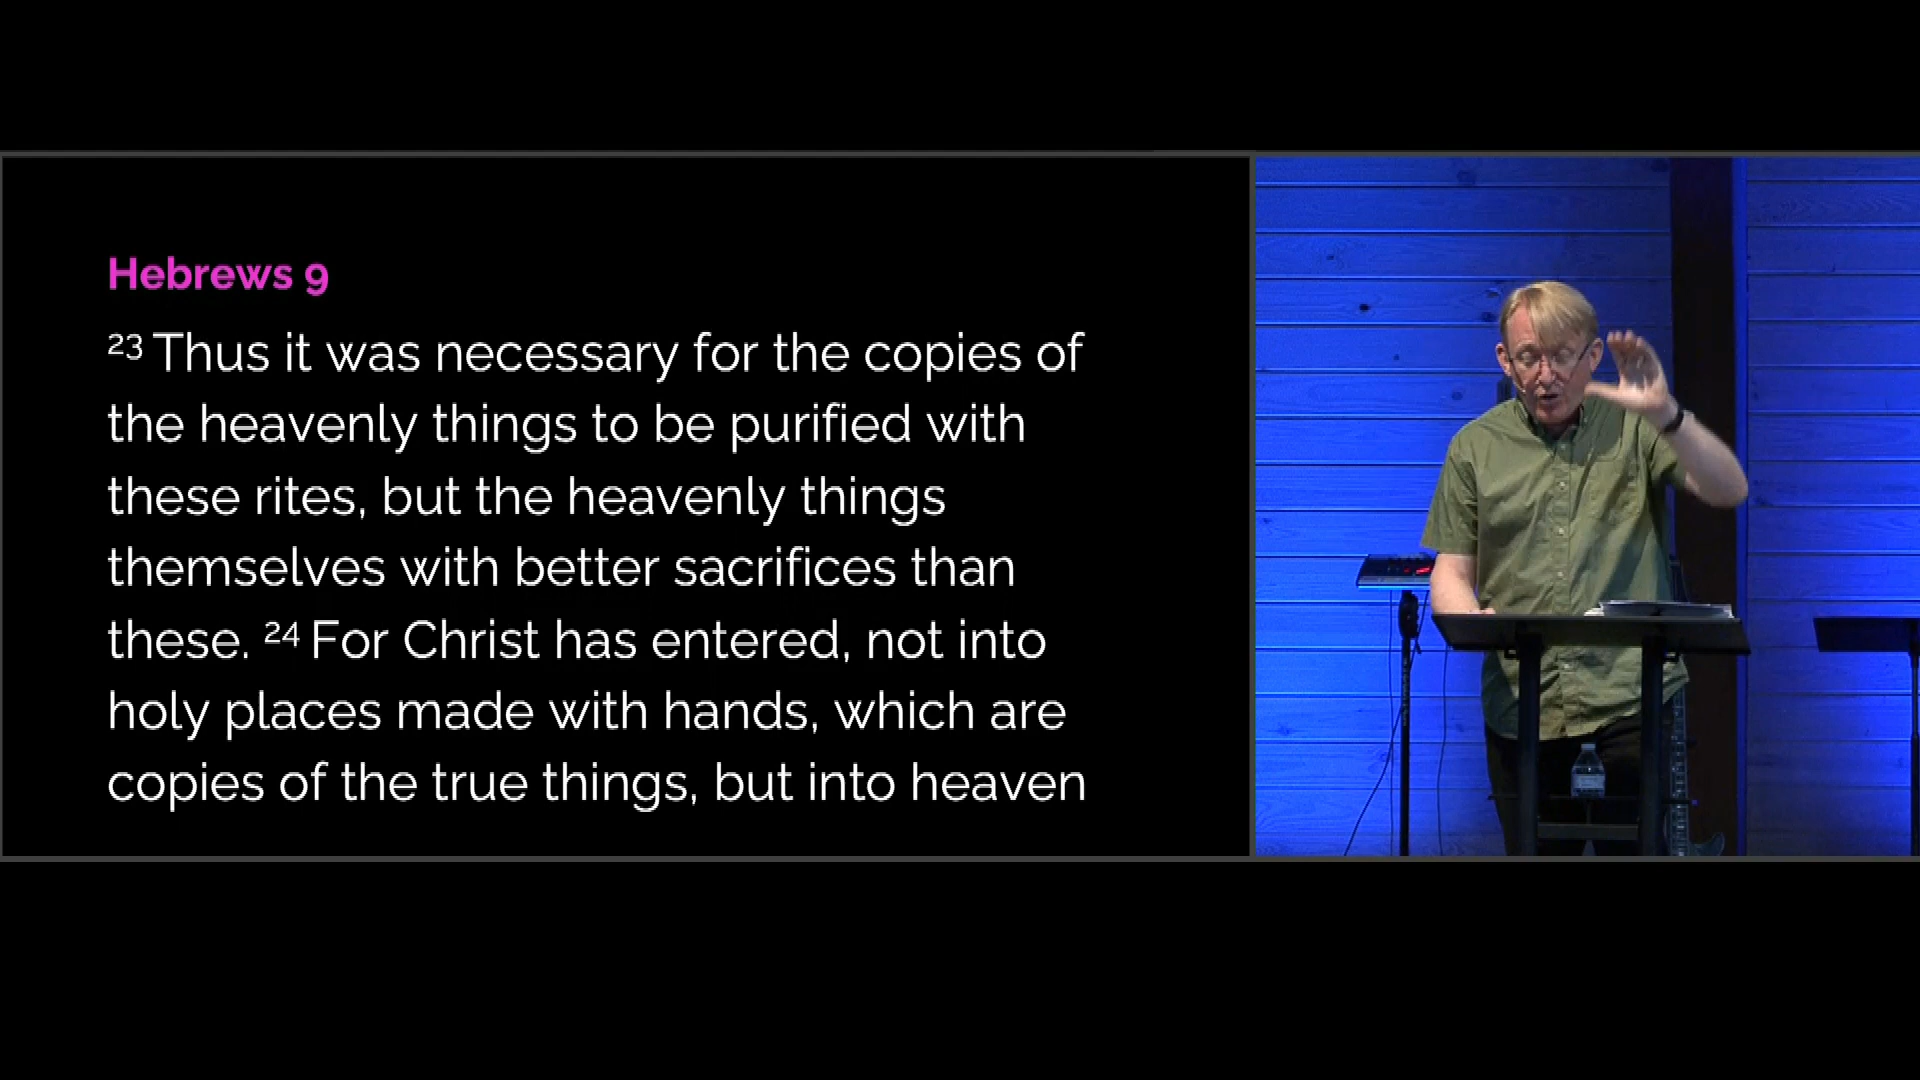 Hebrews 9
23 Thus it was necessary for the copies of
the heavenly things to be purified with
these rites, but the heavenly things
themselves with better sacrifices than
these. 24 For Christ has entered, not into
holy places made with hands, which are
copies of the true things, but into heaven